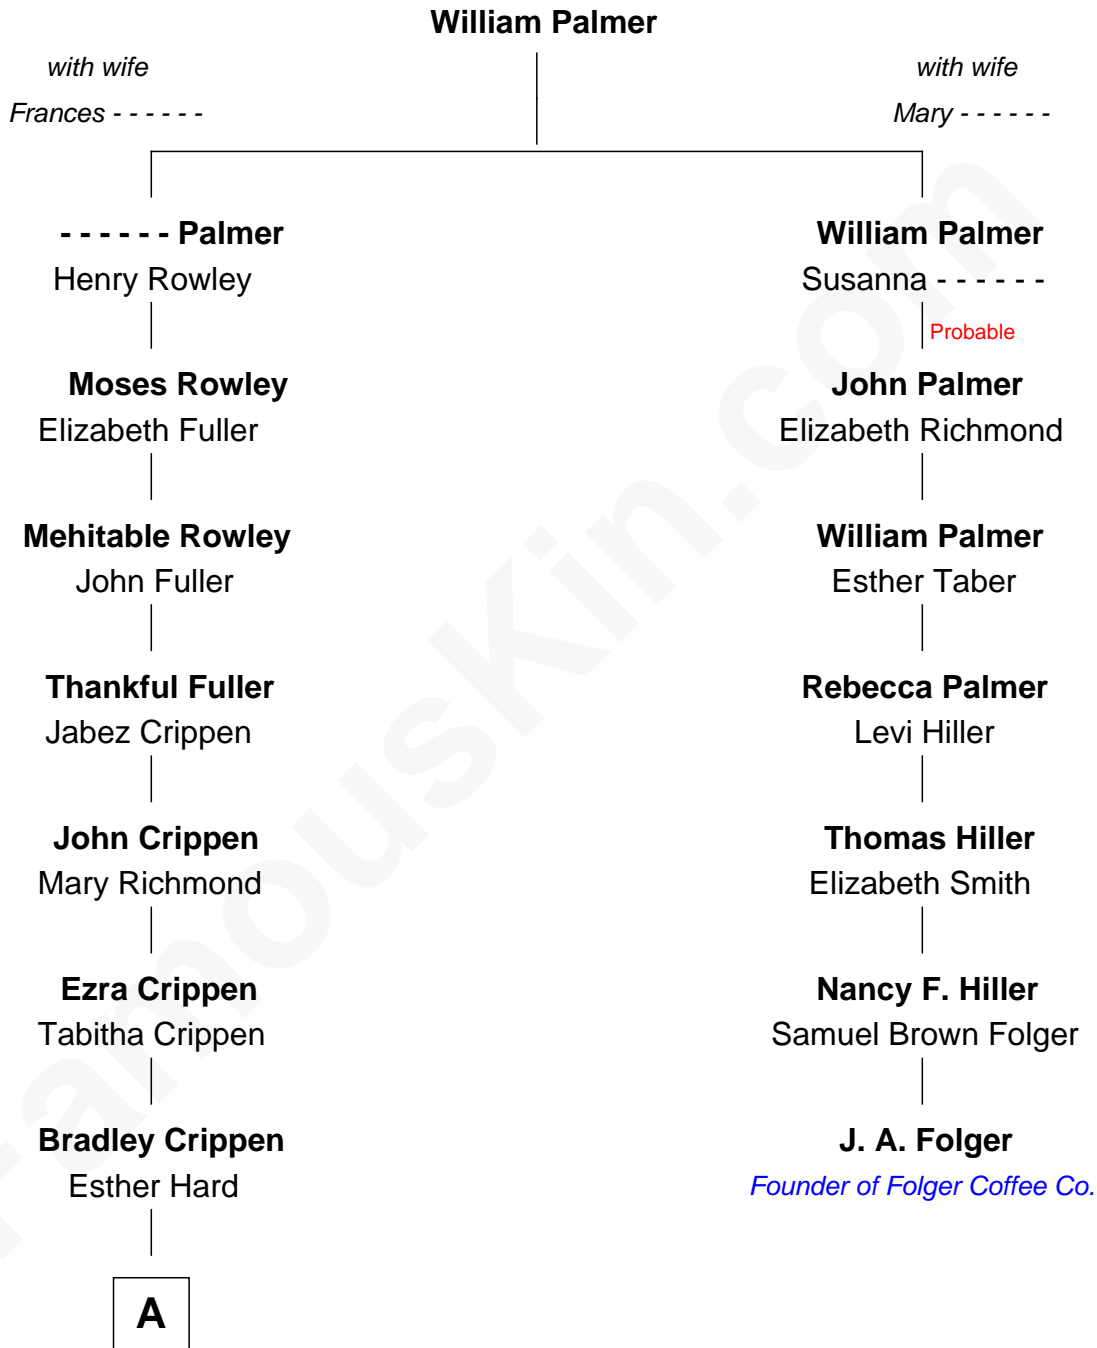 William Palmer
with wife
Frances - - - - - -
with wife
Mary - - - - - -
- - - - - - Palmer
Henry Rowley
William Palmer
Susanna - - - - - -
Probable
Moses Rowley
Elizabeth Fuller
John Palmer
Elizabeth Richmond
Mehitable Rowley
John Fuller
William Palmer
Esther Taber
Thankful Fuller
Jabez Crippen
Rebecca Palmer
Levi Hiller
John Crippen
Mary Richmond
Thomas Hiller
Elizabeth Smith
Ezra Crippen
Tabitha Crippen
Nancy F. Hiller
Samuel Brown Folger
Bradley Crippen
Esther Hard
J. A. Folger
Founder of Folger Coffee Co.
A
FamousKin.com